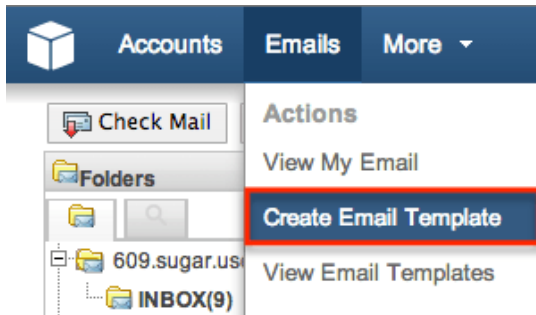 Accounts Emails More
Check Mail Actions
View My Email
Folders
Create Email Template
609.sugar.us
View Email Templates
INBOX(9)